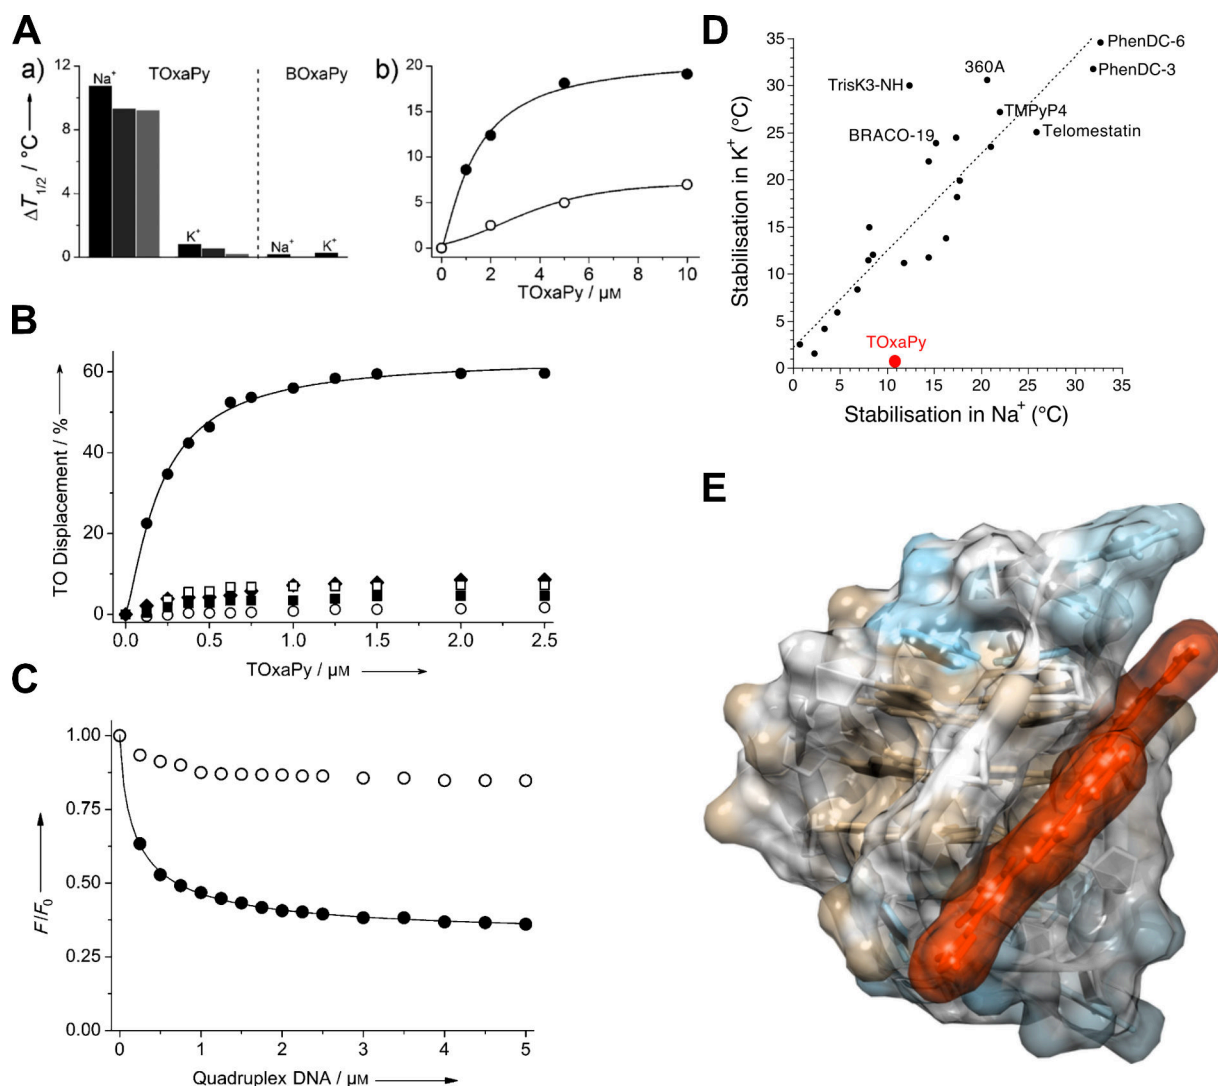 A
a)
12
8
4
0
ΔT1/2 / °C
Na+
TOxaPy
K+
BOxaPy
Na+
K+
b)
20
15
10
5
0
0 2 4 6 8 10
TOxaPy / μM
D
35
30
25
20
15
10
5
0
Stabilisation in K+ (°C)
PhenDC-6
PhenDC-3
360A
TrisK3-NH
TMPyP4
BRACO-19
Telomestatin
TOxaPy
0 5 10 15 20 25 30 35
Stabilisation in Na+ (°C)
B
60
40
20
0
TO Displacement / %
0.0 0.5 1.0 1.5 2.0 2.5
TOxaPy / μM
C
1.00
0.75
0.50
0.25
0.00
F/F0
0 1 2 3 4 5
Quadruplex DNA / μM
E